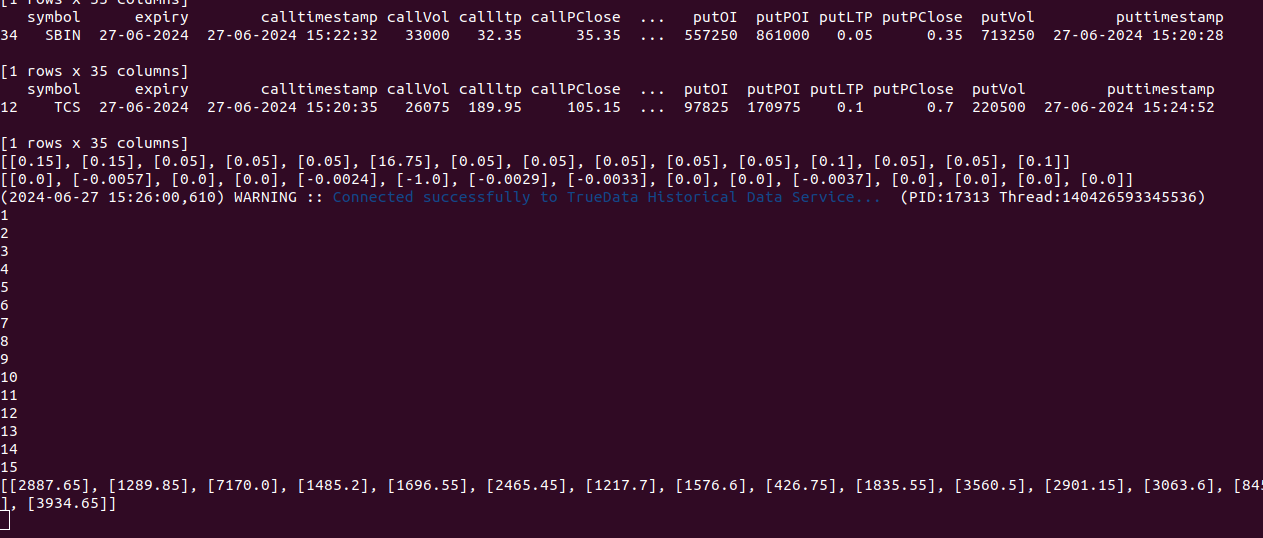 [1 rows x 35 columns]
symbol expiry calltimestamp callVol callltp callPClose ... putOI putPOI putLTP putPClose putVol puttimestamp
34 SBIN 27-06-2024 27-06-2024 15:22:32 33000 32.35 35.35 ... 557250 861000 0.05 0.35 713250 27-06-2024 15:20:28
[1 rows x 35 columns]
symbol expiry calltimestamp callVol callltp callPClose ... putOI putPOI putLTP putPClose putVol puttimestamp
12 TCS 27-06-2024 27-06-2024 15:20:35 26075 189.95 105.15 ... 97825 170975 0.1 0.7 220500 27-06-2024 15:24:52
[1 rows x 35 columns]
[[0.15], [0.15], [0.05], [0.05], [0.05], [16.75], [0.05], [0.05], [0.05], [0.05], [0.05], [0.1], [0.05], [0.05], [0.1]]
[[0.0], [-0.0057], [0.0], [0.0], [-0.0024], [-1.0], [-0.0029], [-0.0033], [0.0], [0.0], [-0.0037], [0.0], [0.0], [0.0], [0.0]]
(2024-06-27 15:26:00,610) WARNING :: Connected successfully to TrueData Historical Data Service... (PID:17313 Thread:140426593345536)
1
2
3
4
5
6
7
8
9
10
11
12
13
14
15
[[2887.65], [1289.85], [7170.0], [1485.2], [1696.55], [2465.45], [1217.7], [1576.6], [426.75], [1835.55], [3560.5], [2901.15], [3063.6], [845
], [3934.65]]